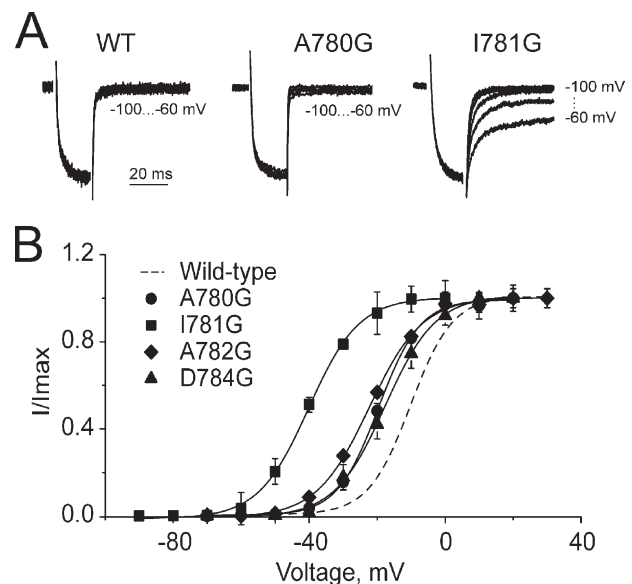 A
WT
A780G
I781G
-100...-60 mV
-100...-60 mV
-100 mV
⋮
-60 mV
20 ms
B
1.2
0.8
0.4
0.0
I/Imax
Wild-type
A780G
I781G
A782G
D784G
-80
-40
0
40
Voltage, mV